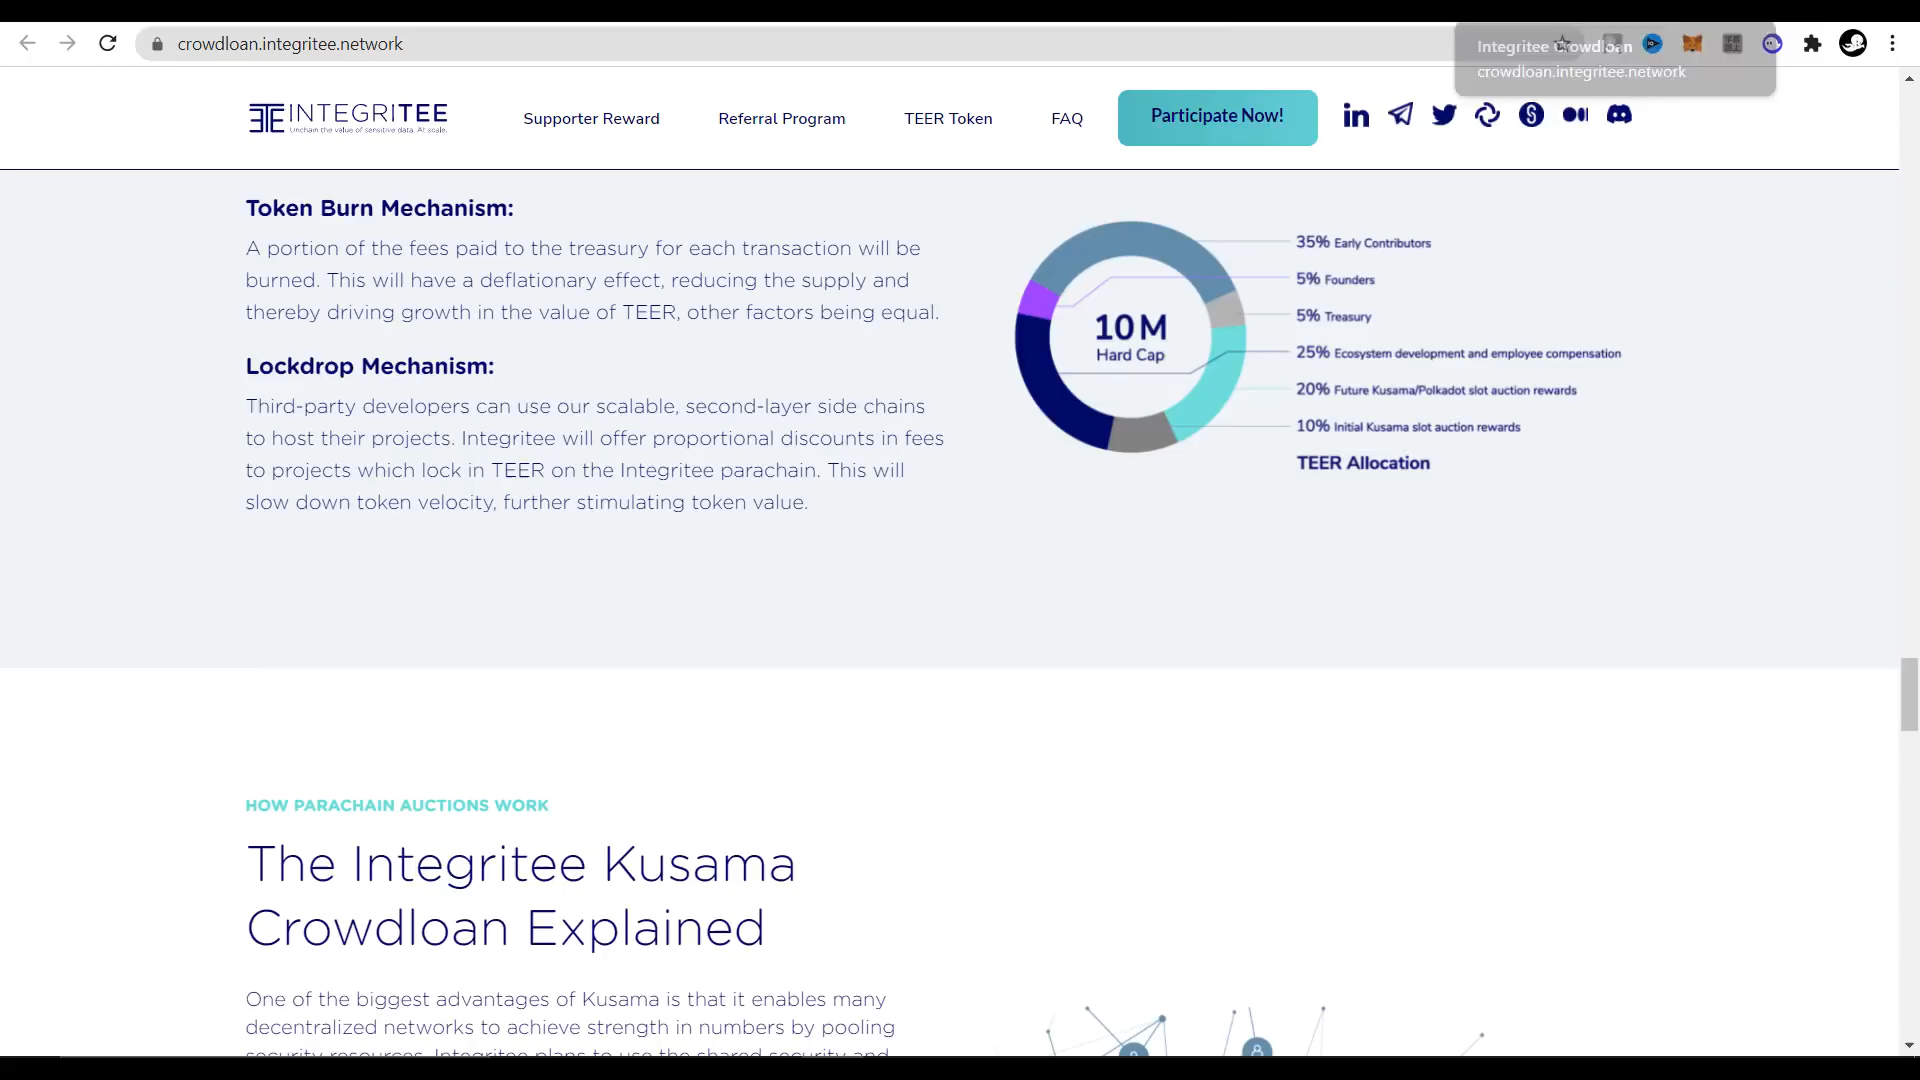 crowdloan.integritee.network
Integritee Crowdloan
crowdloan.integritee.network
INTEGRITEE
Unchain the value of sensitive data. At scale.
Supporter Reward
Referral Program
TEER Token
FAQ
Participate Now!
Token Burn Mechanism:
A portion of the fees paid to the treasury for each transaction will be
burned. This will have a deflationary effect, reducing the supply and
thereby driving growth in the value of TEER, other factors being equal.
Lockdrop Mechanism:
Third-party developers can use our scalable, second-layer side chains
to host their projects. Integritee will offer proportional discounts in fees
to projects which lock in TEER on the Integritee parachain. This will
slow down token velocity, further stimulating token value.
10M
Hard Cap
35% Early Contributors
5% Founders
5% Treasury
25% Ecosystem development and employee compensation
20% Future Kusama/Polkadot slot auction rewards
10% Initial Kusama slot auction rewards
TEER Allocation
HOW PARACHAIN AUCTIONS WORK
The Integritee Kusama
Crowdloan Explained
One of the biggest advantages of Kusama is that it enables many
decentralized networks to achieve strength in numbers by pooling
security resources. Integritee plans to use the shared security and